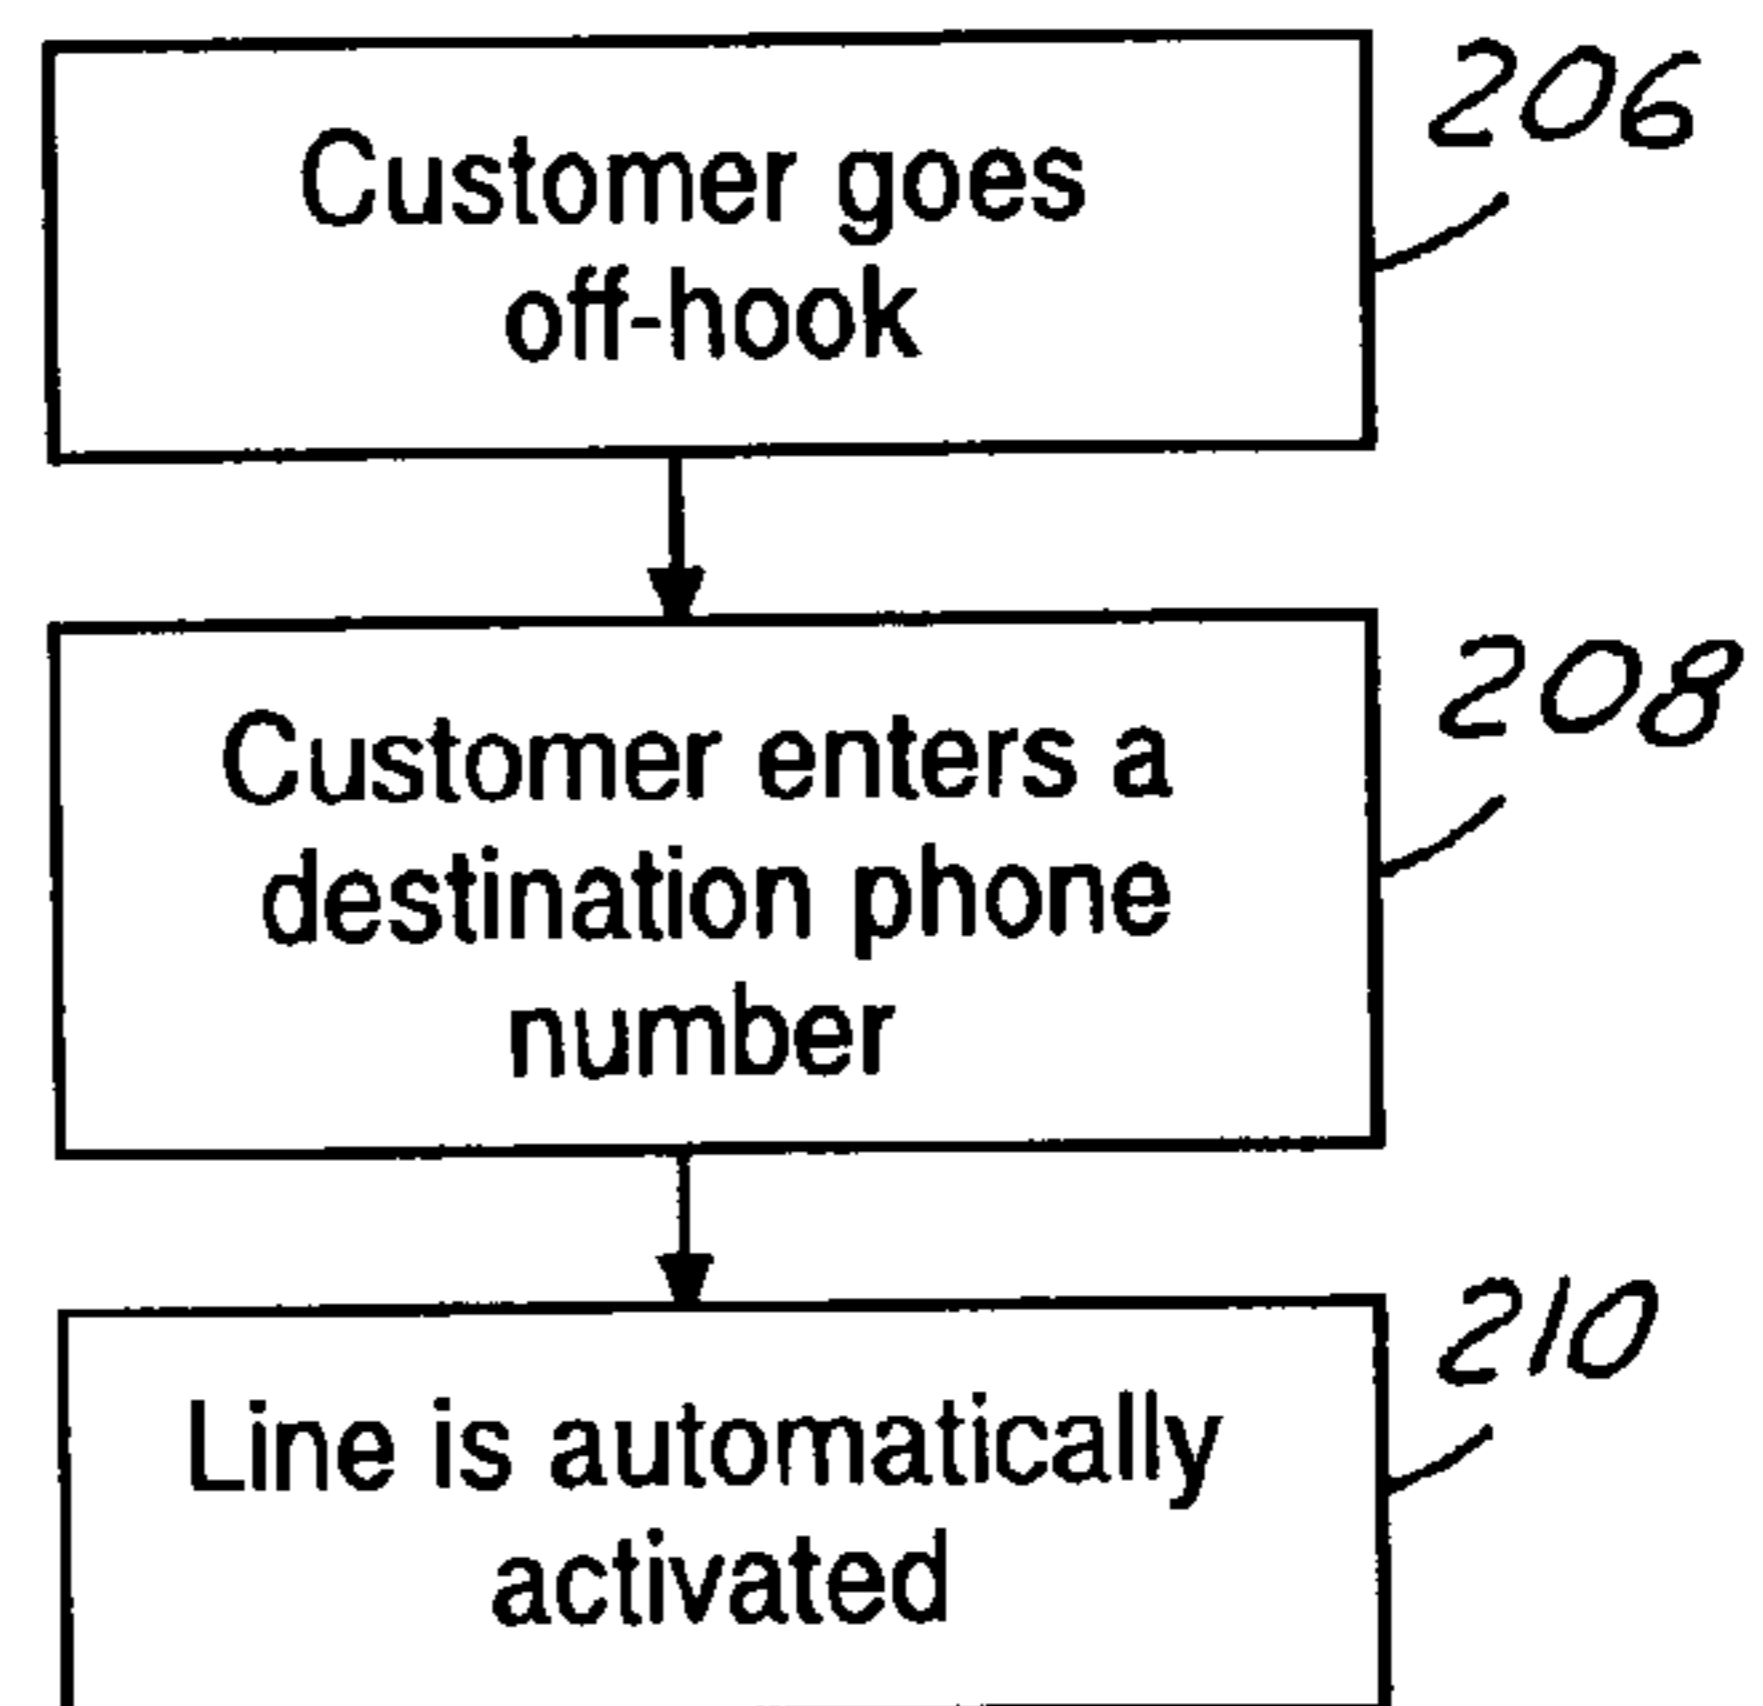 206
Customer goes
off-hook
208
Customer enters a
destination phone
number
210
Line is automatically
activated